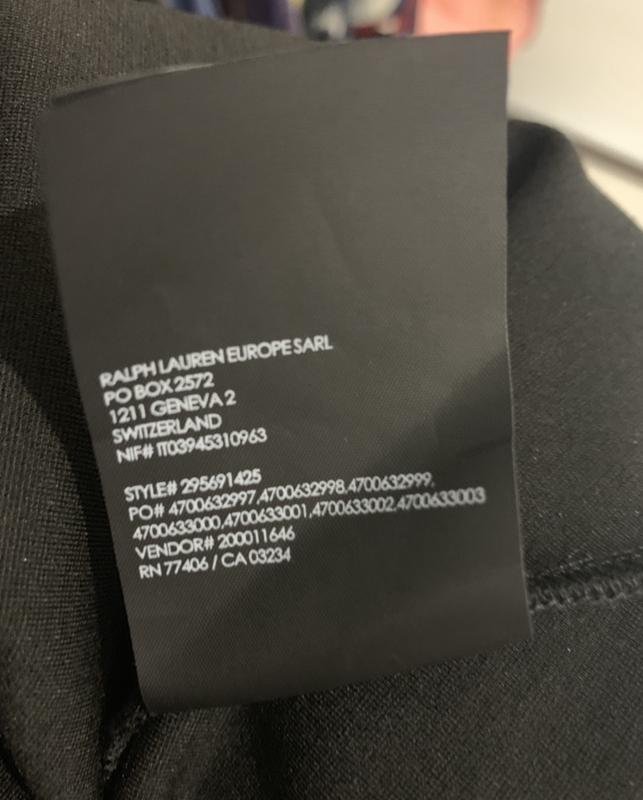 RALPH LAUREN EUROPE SARL
PO BOX 2572
1211 GENEVA 2
SWITZERLAND
NIF# IT03945310963
STYLE# 295691425
PO# 4700632997,4700632998,4700632999,
4700633000,4700633001,4700633002,4700633003
VENDOR# 200011646
RN 77406 / CA 03234